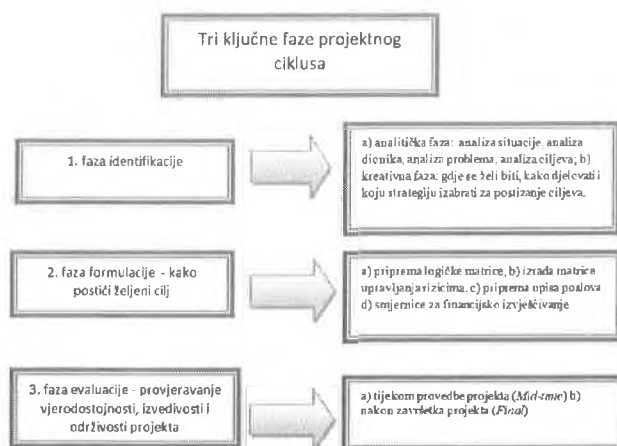 Tri ključne faze projektnog
ciklusa
1. faza identifikacije
a) analitička faza: analiza situacije, analiza
dionika, analiza problema, analiza ciljeva; b)
kreativna faza: gdje se želi biti, kako djelovati i
koju strategiju izabrati za postizanje ciljeva.
2. faza formulacije - kako
postići željeni cilj
a) priprema logičke matrice, b) izrada matrice
upravljanja rizicima, c) priprema opisa poslova
d) smjernice za financijsko izvješćivanje
3. faza evaluacije - provjeravanje
vjerodostojnosti, izvedivosti i
održivosti projekta
a) tijekom provedbe projekta (Mid-time) b)
nakon završetka projekta (Final)